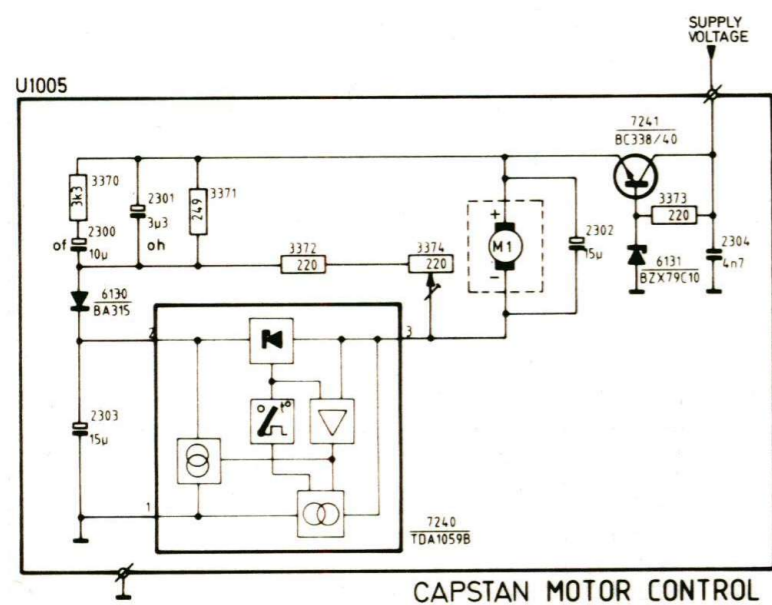 SUPPLY
VOLTAGE
U1005
7241
BC338/40
3370
3k3
2301
3µ3
3371
249
2300
10µ
of
oh
3373
220
2304
4n7
3372
220
3374
220
+
M1
-
2302
15µ
6131
BZX79C10
6130
BA315
2
3
2303
15µ
t°
1
7240
TDA1059B
CAPSTAN MOTOR CONTROL